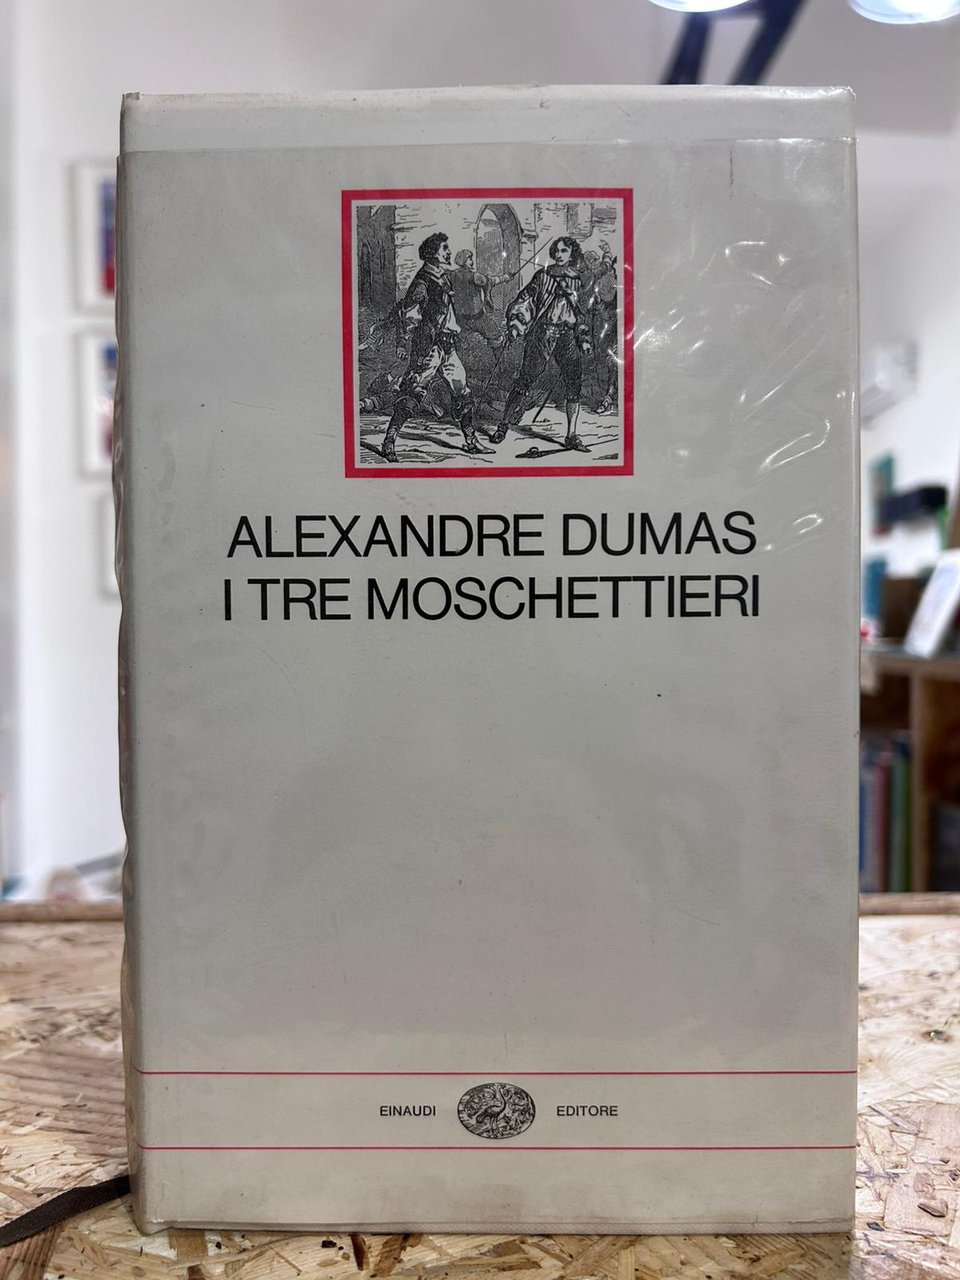 ALEXANDRE DUMAS
I TRE MOSCHETTIERI
EINAUDI EDITORE